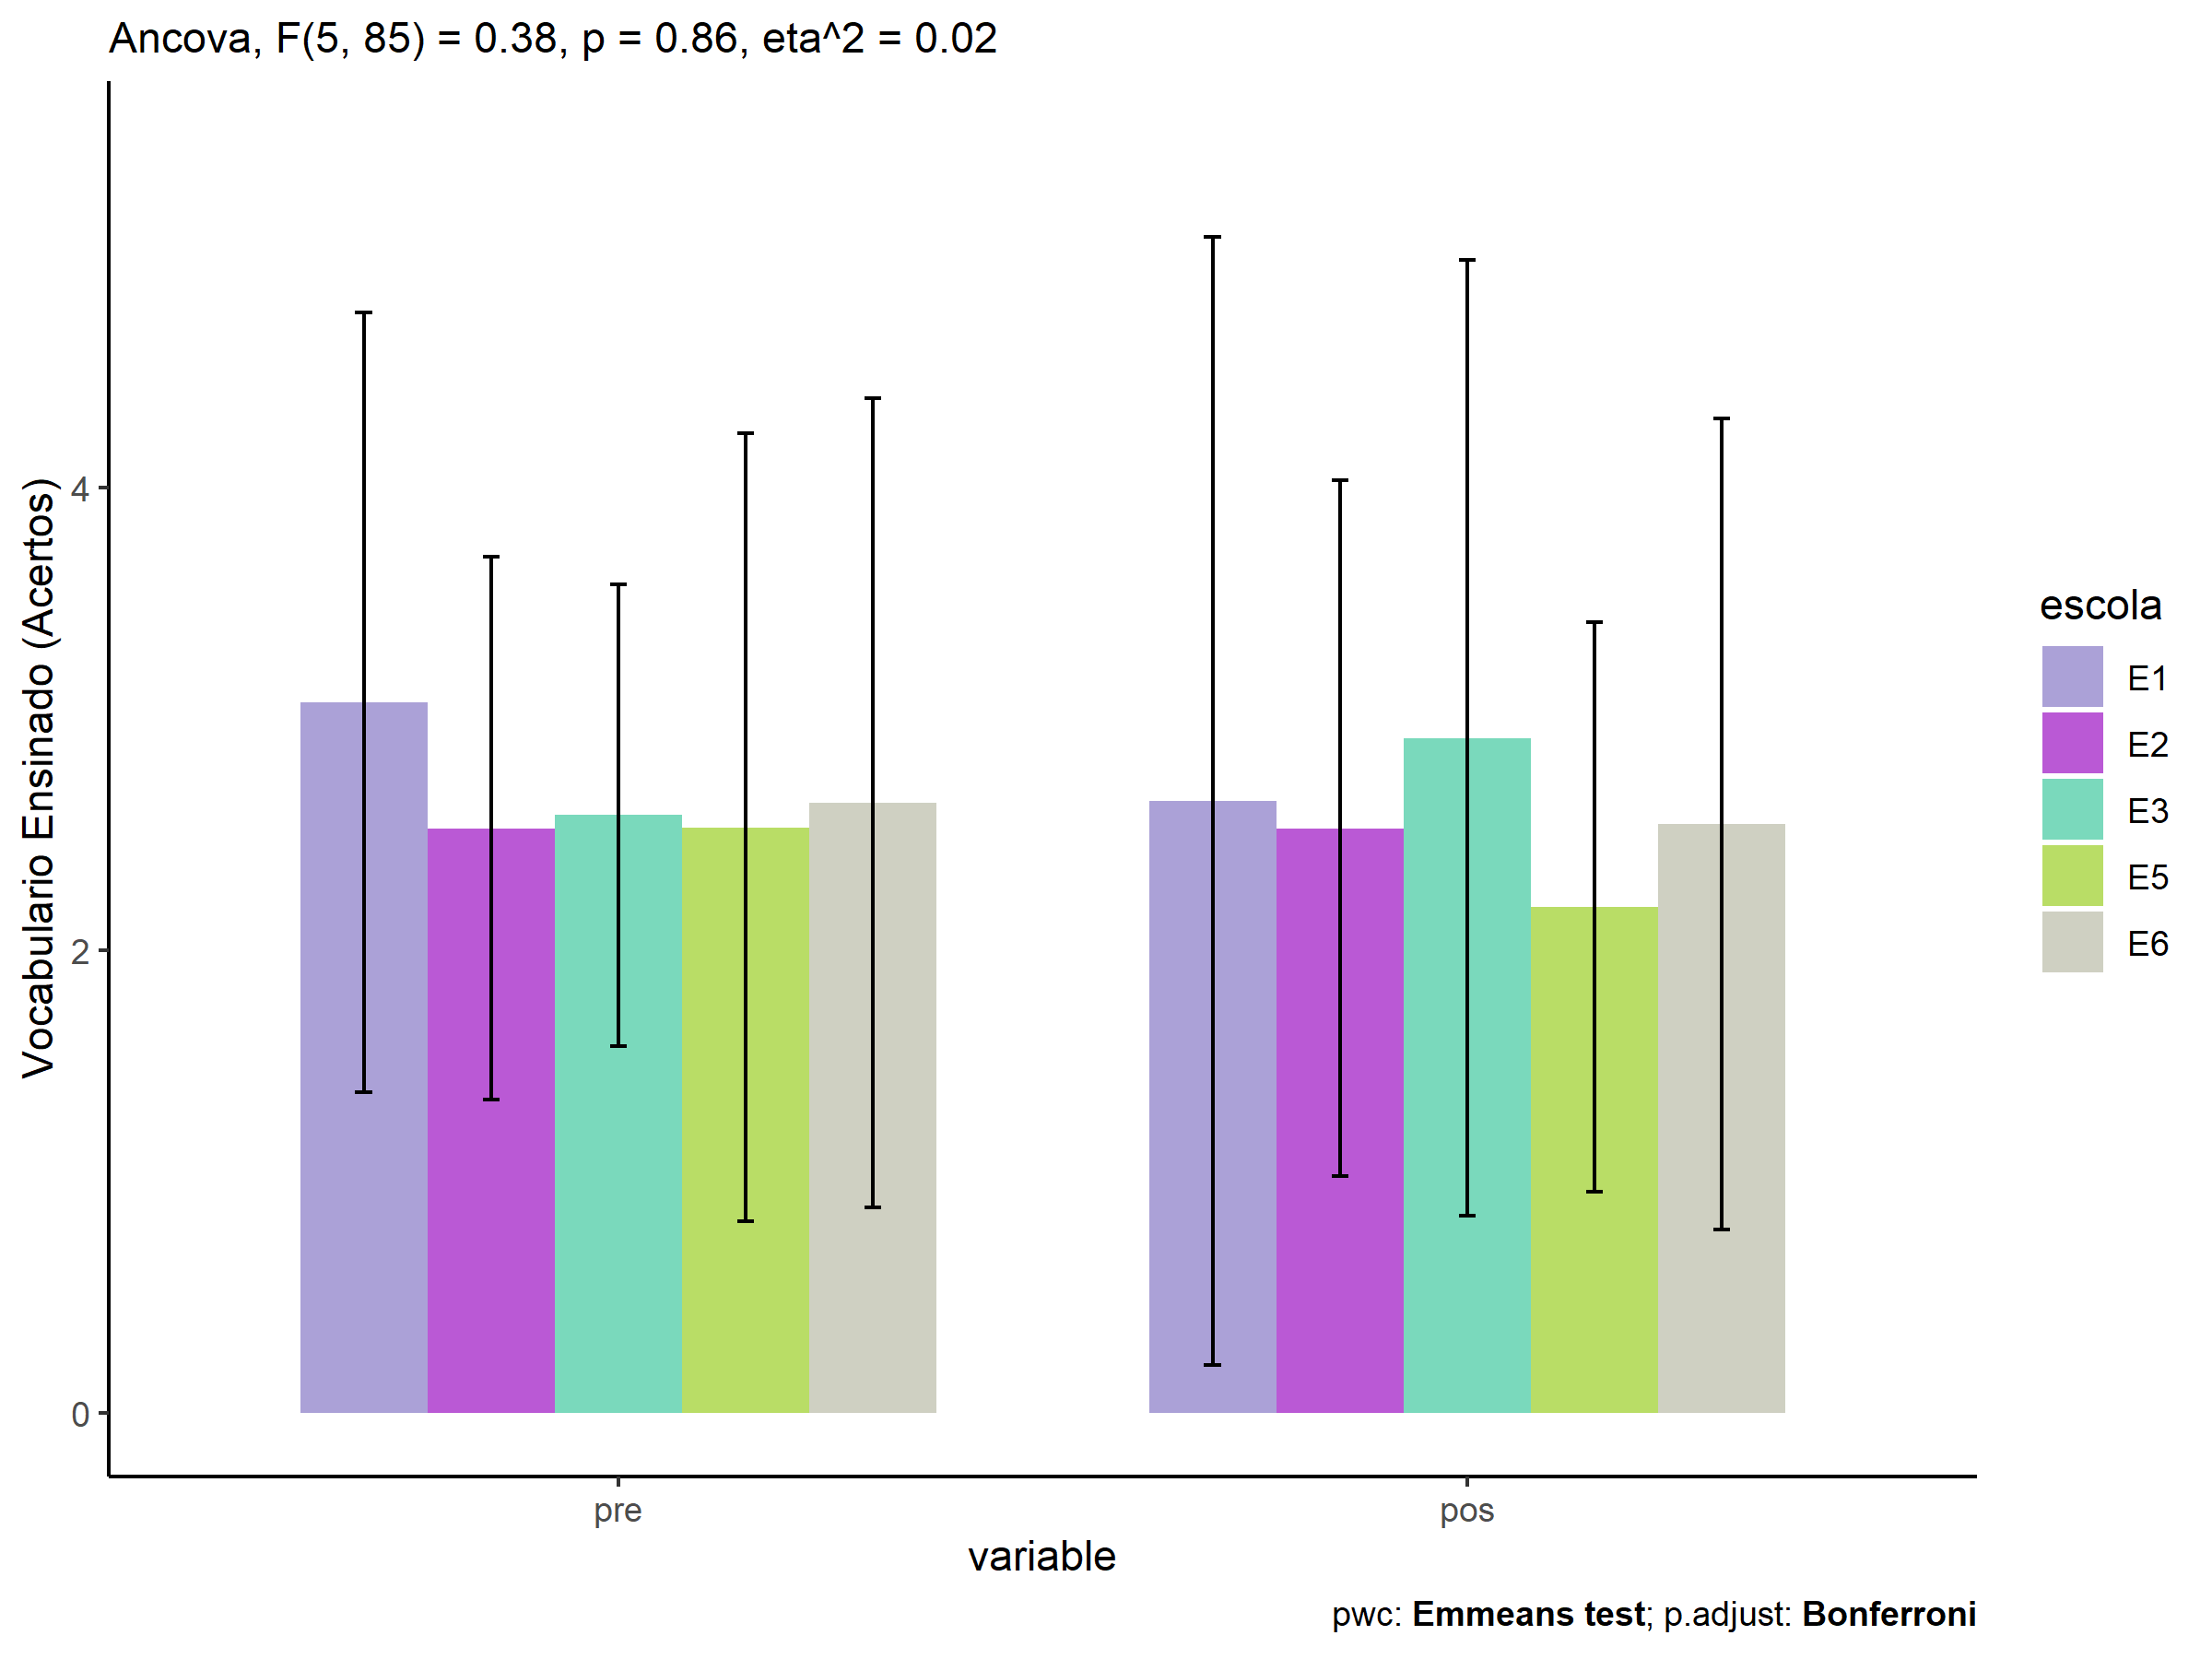 Ancova, F(5, 85) = 0.38, p = 0.86, eta^2 = 0.02
Vocabulario Ensinado (Acertos)
4
2
0
pre
pos
variable
escola
E1
E2
E3
E5
E6
pwc: Emmeans test; p.adjust: Bonferroni